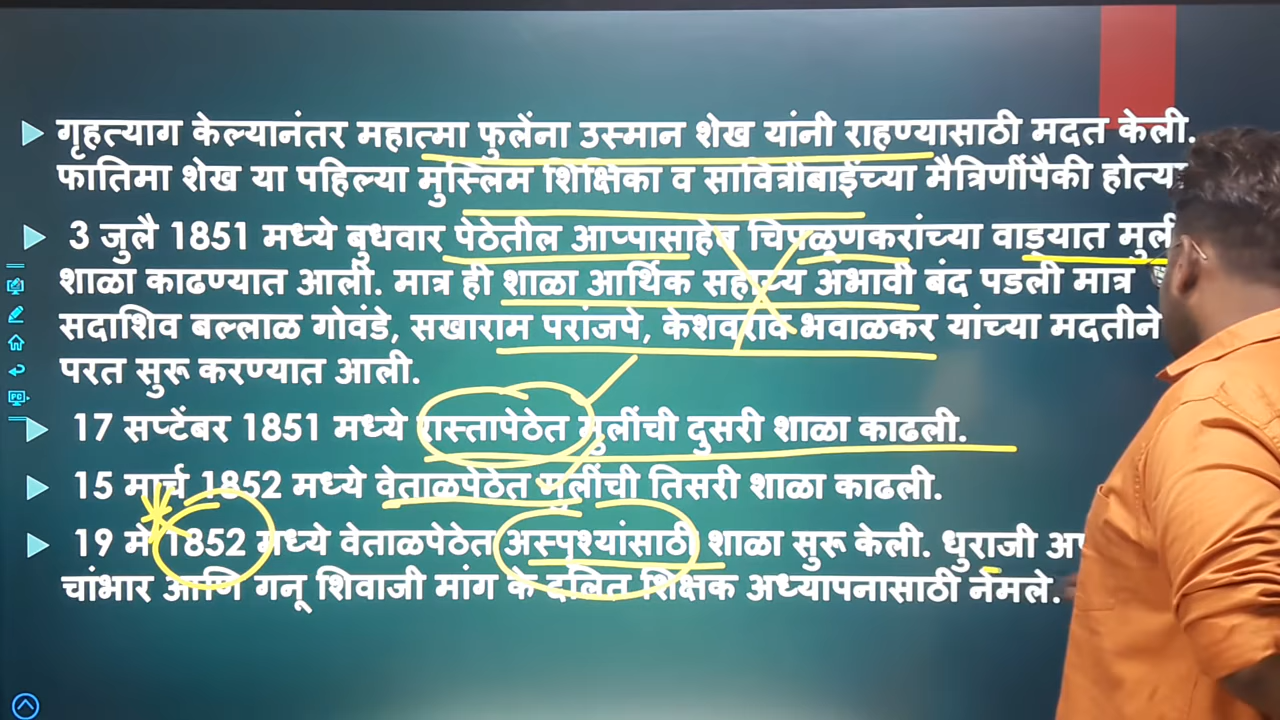 गृहत्याग केल्यानंतर महात्मा फुलेंना उस्मान शेख यांनी राहण्यासाठी मदत केली.
फातिमा शेख या पहिल्या मुस्लिम शिक्षिका व सावित्रीबाईंच्या मैत्रिणींपैकी होत्या
3 जुलै 1851 मध्ये बुधवार पेठेतील आप्पासाहेब चिपळूणकरांच्या वाड्यात
शाळा काढण्यात आली. मात्र ही शाळा आर्थिक सहाय्य अभावी बंद पडली मात्र
सदाशिव बल्लाळ गोवंडे, सखाराम परांजपे, केशवराव भवाळकर यांच्या मदतीने
परत सुरू करण्यात आली.
17 सप्टेंबर 1851 मध्ये रास्तापेठेत मुलींची दुसरी शाळा काढली.
15 मार्च 1852 मध्ये वेताळपेठेत मुलींची तिसरी शाळा काढली.
19 मे 1852 मध्ये वेताळपेठेत अस्पृश्यांसाठी शाळा सुरू केली. धुराजी
चांभार आणि गनू शिवाजी मांग के दलित शिक्षक अध्यापनासाठी नेमले.